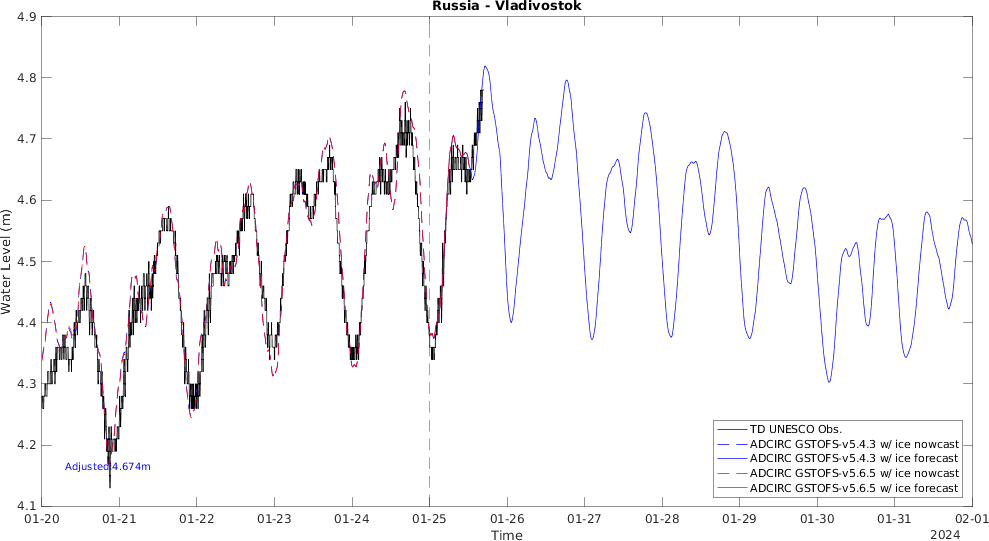 Russia - Vladivostok
4.9
4.8
4.7
4.6
4.5
4.4
4.3
4.2
4.1
Water Level (m)
Adjusted:4.674m
TD UNESCO Obs.
ADCIRC GSTOFS-v5.4.3 w/ ice nowcast
ADCIRC GSTOFS-v5.4.3 w/ ice forecast
ADCIRC GSTOFS-v5.6.5 w/ ice nowcast
ADCIRC GSTOFS-v5.6.5 w/ ice forecast
01-20 01-21 01-22 01-23 01-24 01-25 01-26 01-27 01-28 01-29 01-30 01-31 02-01
Time
2024